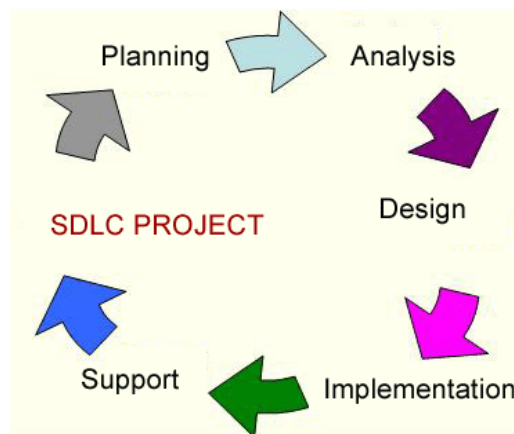 Planning
Analysis
Design
SDLC PROJECT
Support
Implementation